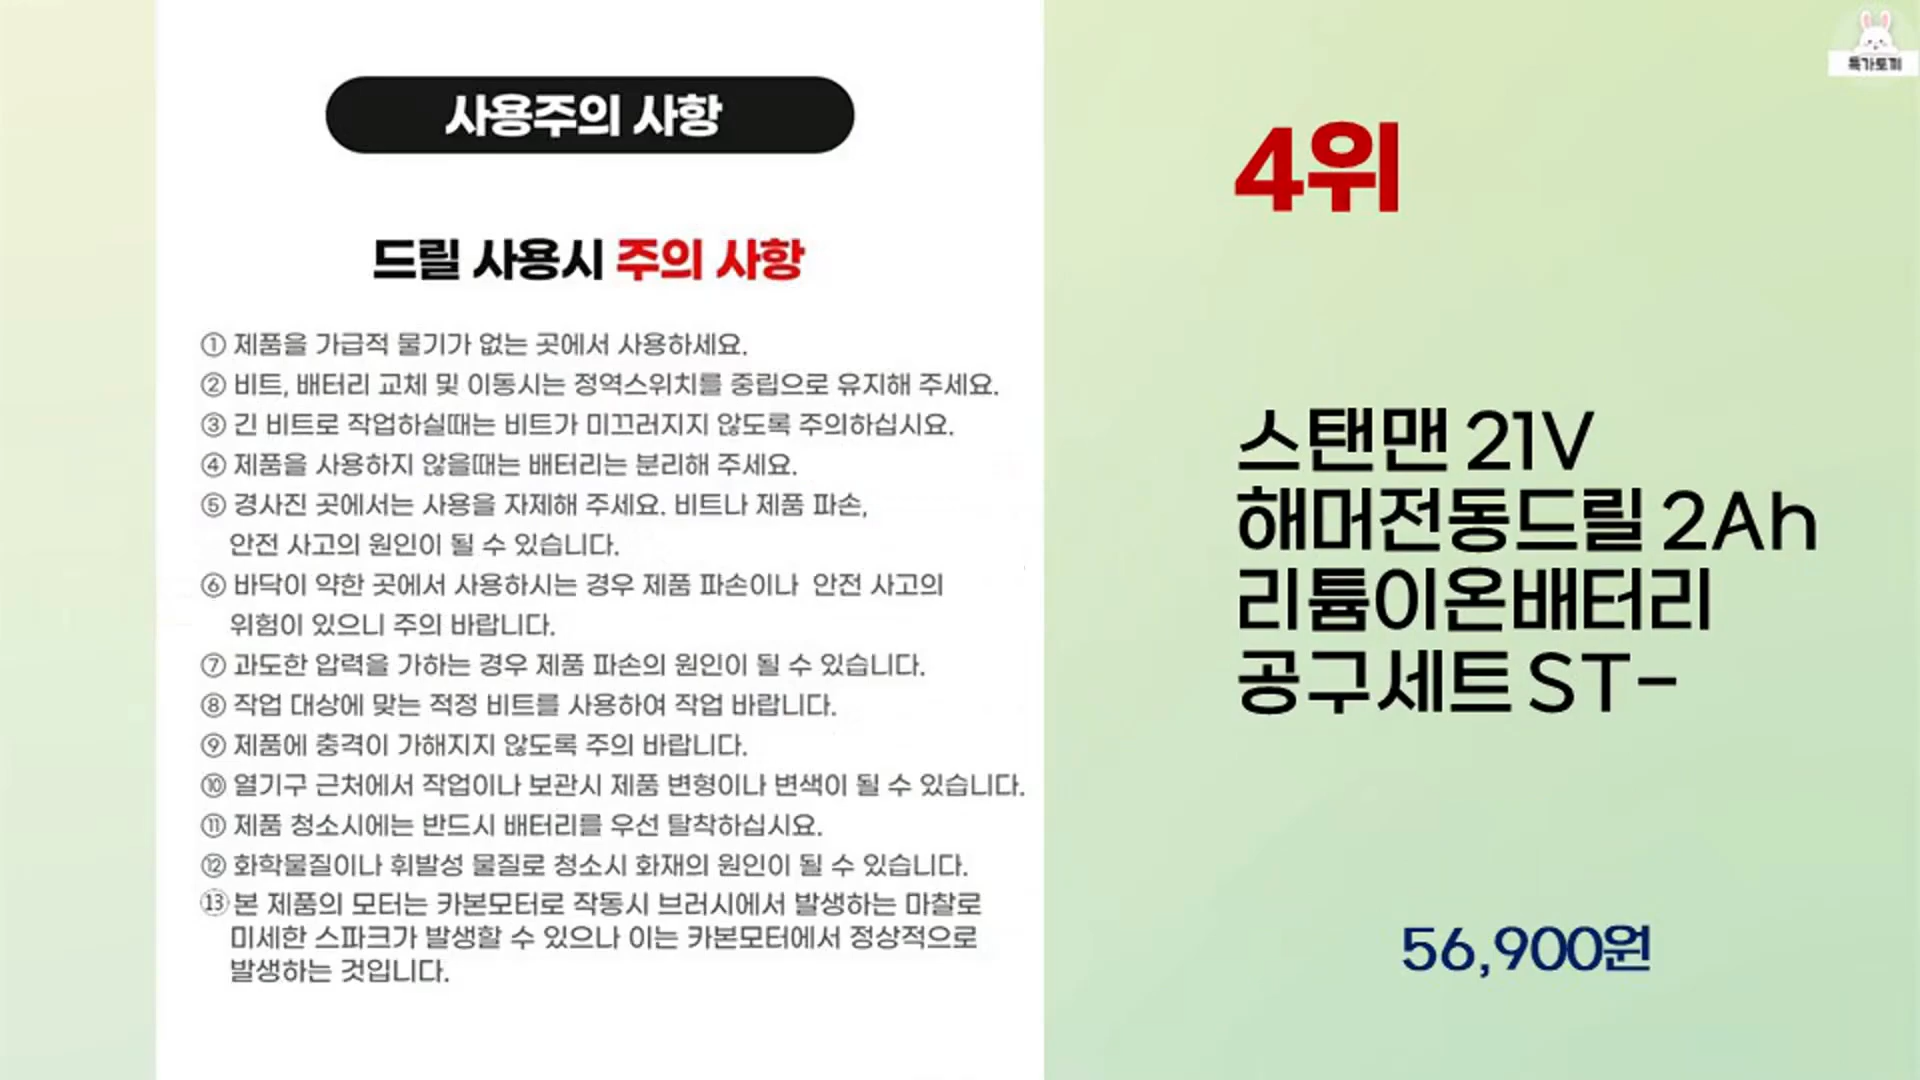 사용주의 사항
드릴 사용시 주의 사항
① 제품을 가급적 물기가 없는 곳에서 사용하세요.
② 비트, 배터리 교체 및 이동시는 정역스위치를 중립으로 유지해 주세요.
③ 긴 비트로 작업하실때는 비트가 미끄러지지 않도록 주의하십시요.
④ 제품을 사용하지 않을때는 배터리는 분리해 주세요.
⑤ 경사진 곳에서는 사용을 자제해 주세요. 비트나 제품 파손,
안전 사고의 원인이 될 수 있습니다.
⑥ 바닥이 약한 곳에서 사용하시는 경우 제품 파손이나 안전 사고의
위험이 있으니 주의 바랍니다.
⑦ 과도한 압력을 가하는 경우 제품 파손의 원인이 될 수 있습니다.
⑧ 작업 대상에 맞는 적정 비트를 사용하여 작업 바랍니다.
⑨ 제품에 충격이 가해지지 않도록 주의 바랍니다.
⑩ 열기구 근처에서 작업이나 보관시 제품 변형이나 변색이 될 수 있습니다.
⑪ 제품 청소시에는 반드시 배터리를 우선 탈착하십시요.
⑫ 화학물질이나 휘발성 물질로 청소시 화재의 원인이 될 수 있습니다.
⑬ 본 제품의 모터는 카본모터로 작동시 브러시에서 발생하는 마찰로
미세한 스파크가 발생할 수 있으나 이는 카본모터에서 정상적으로
발생하는 것입니다.
특가토끼
4위
스탠맨 21V
해머전동드릴 2Ah
리튬이온배터리
공구세트 ST-
56,900원